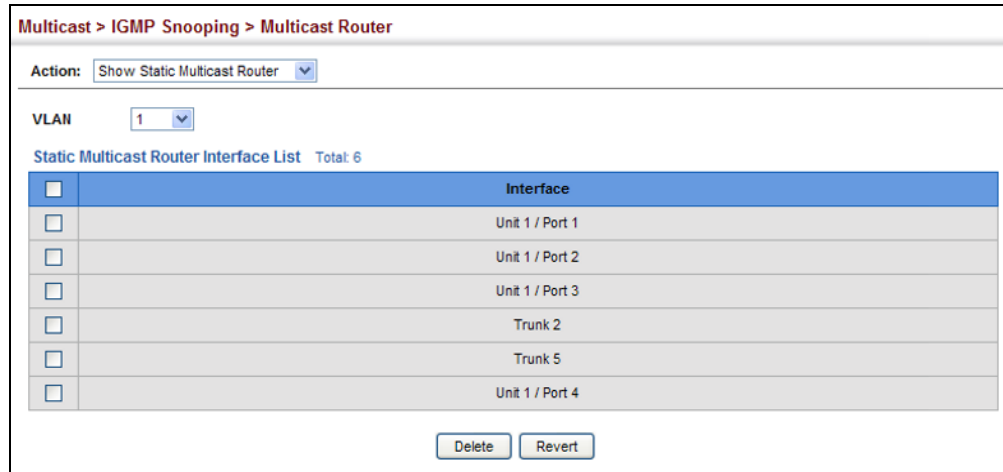 Multicast > IGMP Snooping > Multicast Router
Action: Show Static Multicast Router
VLAN 1
Static Multicast Router Interface List Total: 6
Interface
Unit 1 / Port 1
Unit 1 / Port 2
Unit 1 / Port 3
Trunk 2
Trunk 5
Unit 1 / Port 4
Delete Revert